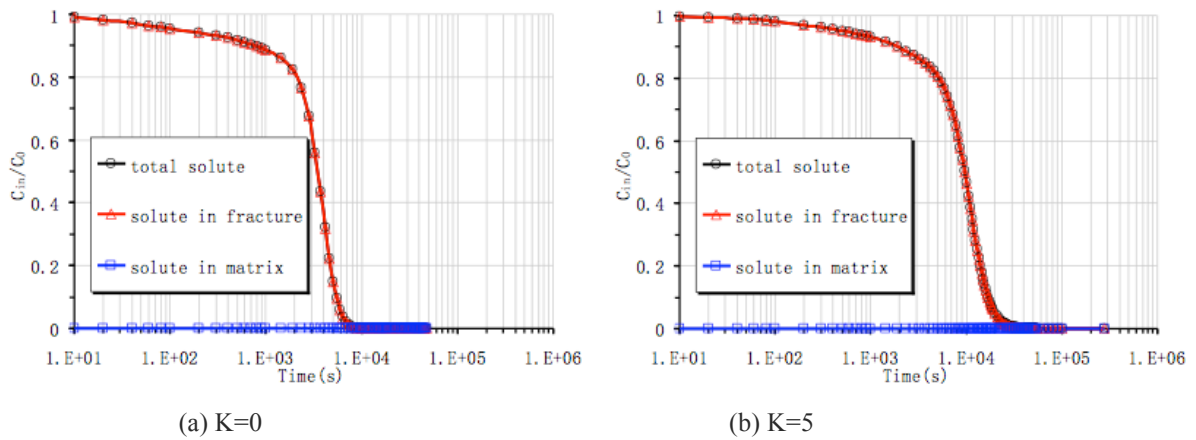 1
0.8
0.6
0.4
0.2
0
C_in/C_0
total solute
solute in fracture
solute in matrix
1.E+01 1.E+02 1.E+03 1.E+04 1.E+05 1.E+06
Time(s)
(a) K=0
1
0.8
0.6
0.4
0.2
0
C_in/C_0
total solute
solute in fracture
solute in matrix
1.E+01 1.E+02 1.E+03 1.E+04 1.E+05 1.E+06
Time(s)
(b) K=5